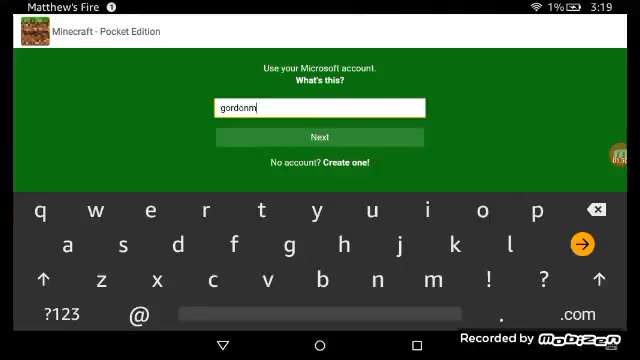 Matthew's Fire 1 1% 3:19
Minecraft - Pocket Edition
Use your Microsoft account.
What's this?
gordonm
Next
No account? Create one!
q w e r t y u i o p
a s d f g h j k l
z x c v b n m ! ?
?123 @ . .com
Recorded by Mobizen